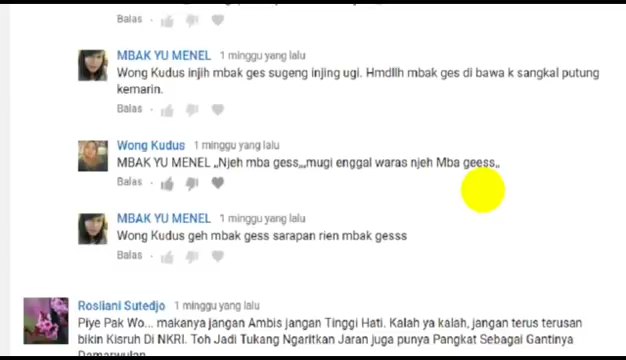 Balas
MBAK YU MENEL 1 minggu yang lalu
Wong Kudus injih mbak ges sugeng injing ugi. Hmdllh mbak ges di bawa k sangkal putung
kemarin.
Balas
Wong Kudus 1 minggu yang lalu
MBAK YU MENEL ,,Njeh mba gess,,,mugi enggal waras njeh Mba geess,,
Balas
MBAK YU MENEL 1 minggu yang lalu
Wong Kudus geh mbak gess sarapan rien mbak gesss
Balas
Rosliani Sutedjo 1 minggu yang lalu
Piye Pak Wo... makanya jangan Ambis jangan Tinggi Hati. Kalah ya kalah, jangan terus terusan
bikin Kisruh Di NKRI. Toh Jadi Tukang Ngaritkan Jaran juga punya Pangkat Sebagai Gantinya